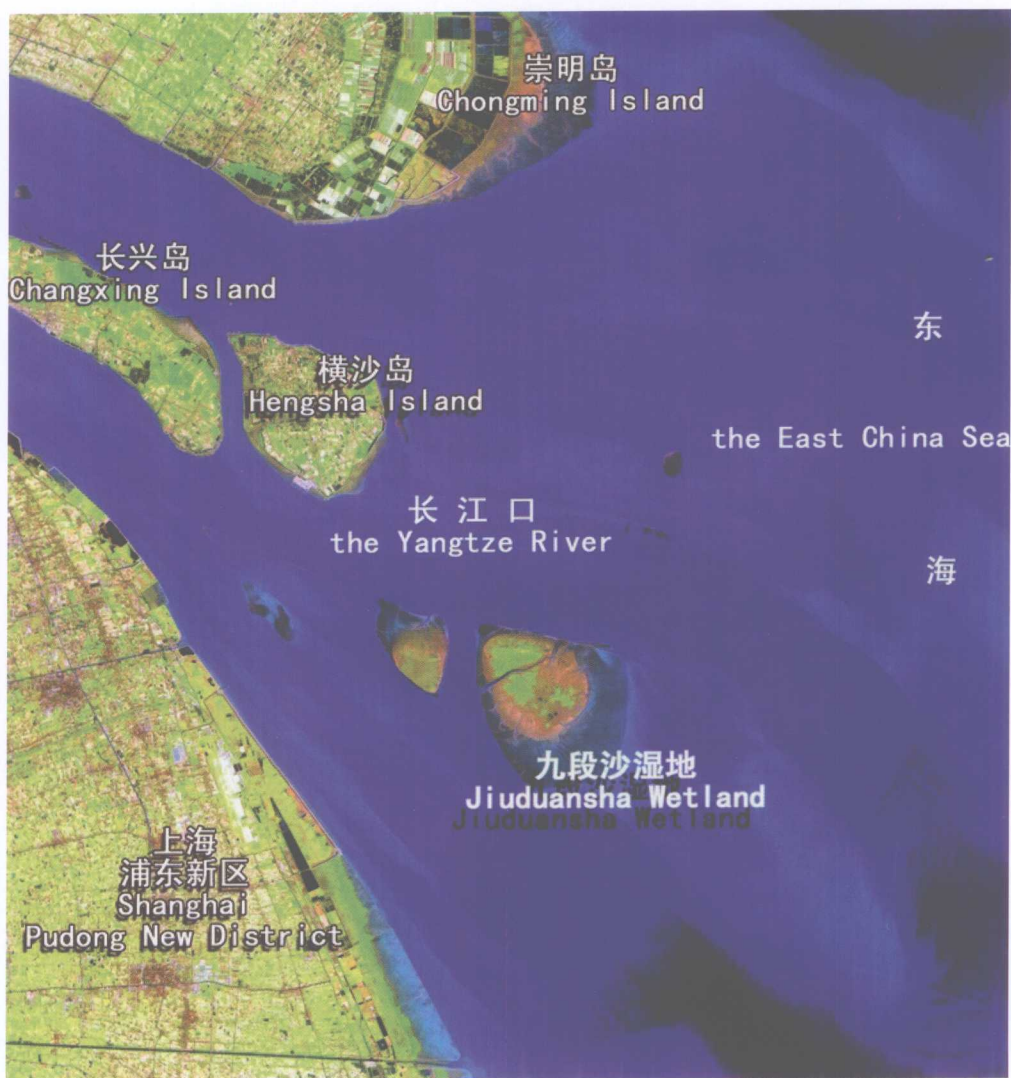 崇明岛
Chongming Island
长兴岛
Changxing Island
东
横沙岛
Hengsha Island
the East China Sea
长江口
the Yangtze River
海
九段沙湿地
Jiuduansha Wetland
上海
浦东新区
Shanghai
Pudong New District